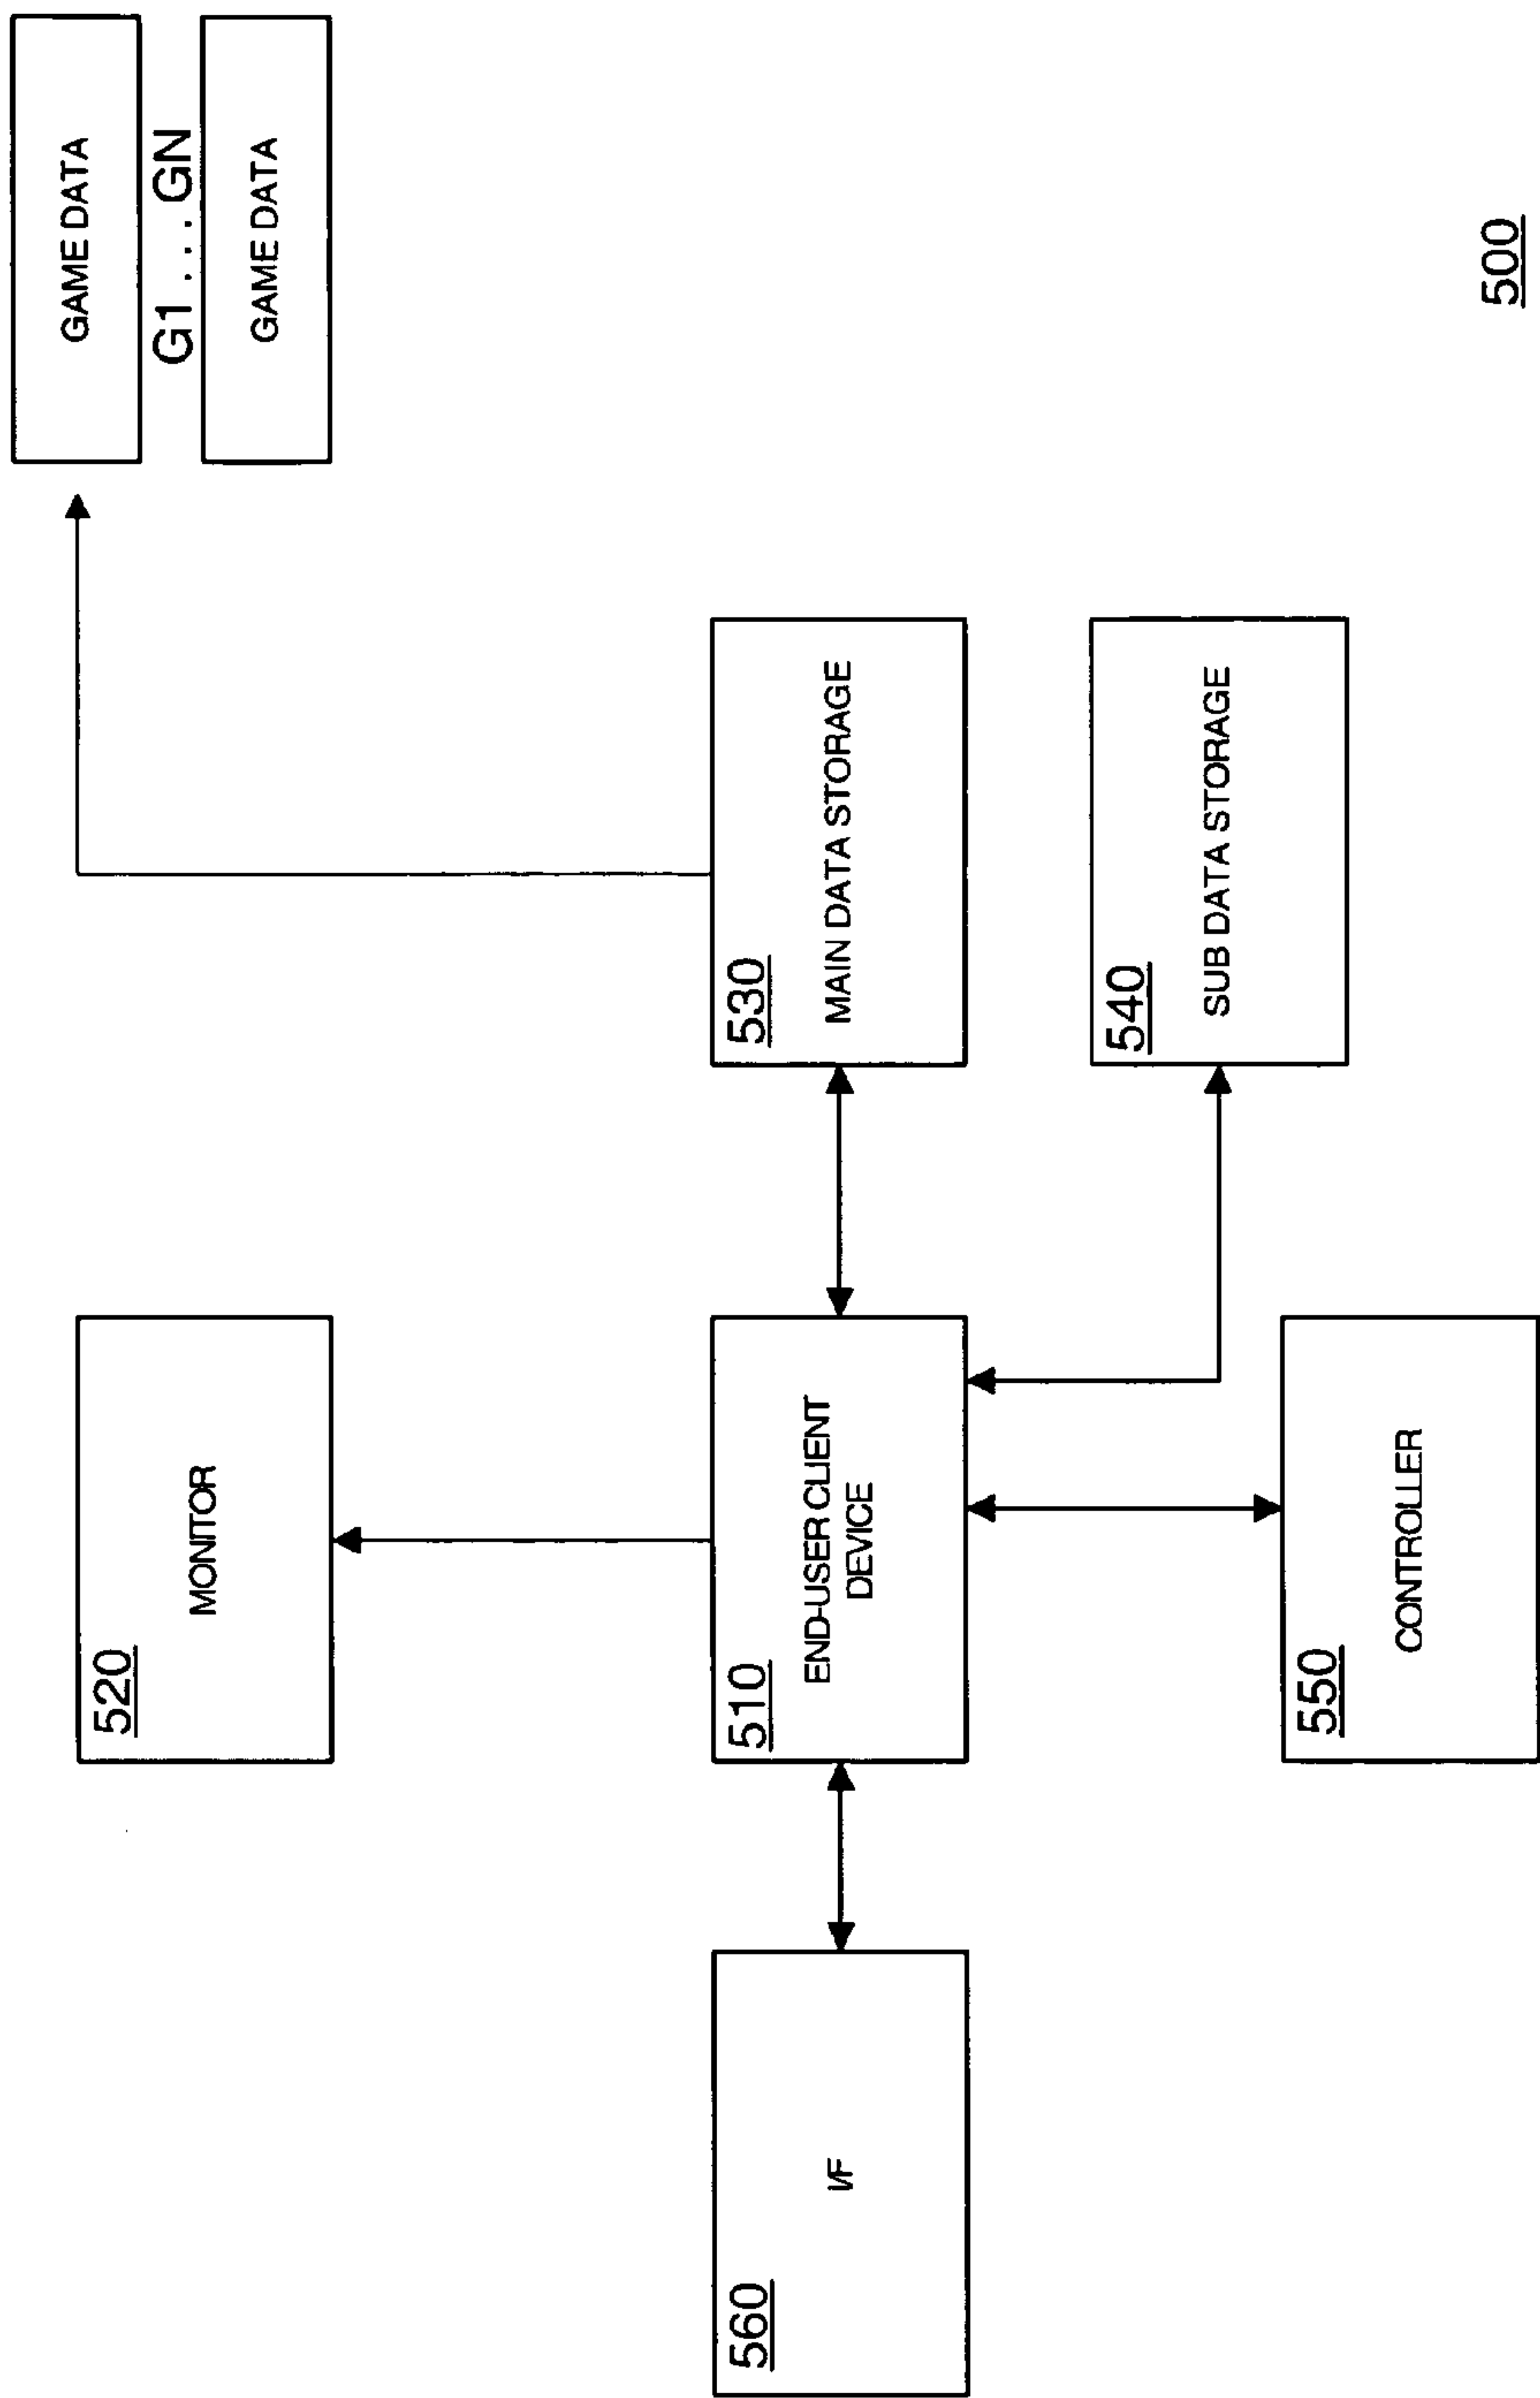 GAME DATA
G1 . . . . GN
GAME DATA
520
MONITOR
560
I/F
510
END-USER CLIENT
DEVICE
530
MAIN DATA STORAGE
540
SUB DATA STORAGE
550
CONTROLLER
500